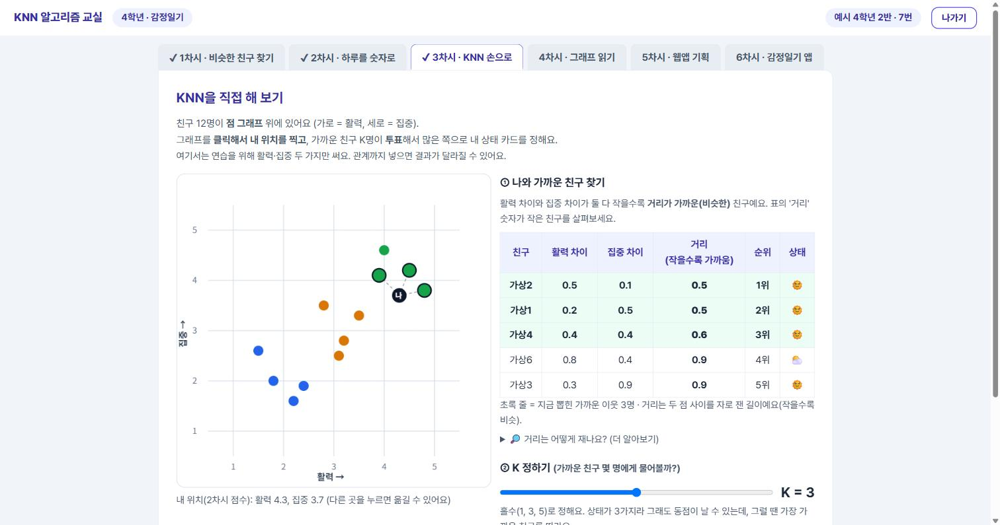 KNN 알고리즘 교실
4학년 · 감정일기
예시 4학년 2반 · 7번
나가기
✓ 1차시 · 비슷한 친구 찾기
✓ 2차시 · 하루를 숫자로
✓ 3차시 · KNN 손으로
4차시 · 그래프 읽기
5차시 · 웹앱 기획
6차시 · 감정일기 앱
KNN을 직접 해 보기
친구 12명이 점 그래프 위에 있어요 (가로 = 활력, 세로 = 집중).
그래프를 클릭해서 내 위치를 찍고, 가까운 친구 K명이 투표해서 많은 쪽으로 내 상태 카드를 정해요.
여기서는 연습을 위해 활력·집중 두 가지만 써요. 관계까지 넣으면 결과가 달라질 수 있어요.
5
4
3
2
1
집중 →
나
1 2 3 4 5
활력 →
내 위치(2차시 점수): 활력 4.3, 집중 3.7 (다른 곳을 누르면 옮길 수 있어요)
① 나와 가까운 친구 찾기
활력 차이와 집중 차이가 둘 다 작을수록 거리가 가까운(비슷한) 친구예요. 표의 '거리'
숫자가 작은 친구를 살펴보세요.
친구 활력 차이 집중 차이 거리 (작을수록 가까움) 순위 상태
가상2 0.5 0.1 0.5 1위
가상1 0.2 0.5 0.5 2위
가상4 0.4 0.4 0.6 3위
가상6 0.8 0.4 0.9 4위
가상3 0.3 0.9 0.9 5위
초록 줄 = 지금 뽑힌 가까운 이웃 3명 · 거리는 두 점 사이를 자로 잰 길이예요(작을수록
비슷).
▶ 🔎 거리는 어떻게 재나요? (더 알아보기)
② K 정하기 (가까운 친구 몇 명에게 물어볼까?)
K = 3
홀수(1, 3, 5)로 정해요. 상태가 3가지라 그래도 동점이 날 수 있는데, 그럴 땐 가장 가